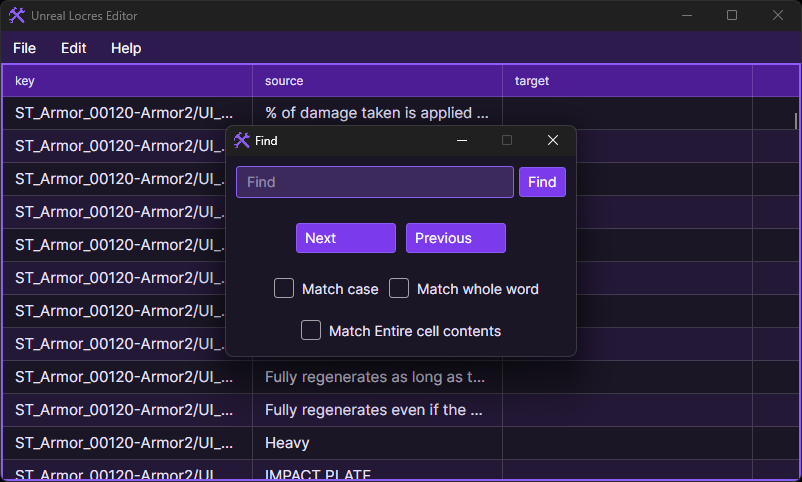 Unreal Locres Editor
File Edit Help
key source target
ST_Armor_00120-Armor2/UI_... % of damage taken is applied ...
ST_Armor_00120-Armor2/UI_...
Find
ST_Armor_00120-Armor2/UI_...
Find Find
ST_Armor_00120-Armor2/UI_...
ST_Armor_00120-Armor2/UI_...
Next Previous
ST_Armor_00120-Armor2/UI_...
Match case Match whole word
ST_Armor_00120-Armor2/UI_...
Match Entire cell contents
ST_Armor_00120-Armor2/UI_...
ST_Armor_00120-Armor2/UI_... Fully regenerates as long as t...
ST_Armor_00120-Armor2/UI_... Fully regenerates even if the ...
ST_Armor_00120-Armor2/UI_... Heavy
ST_Armor_00120-Armor2/UI_... IMPACT PLATE